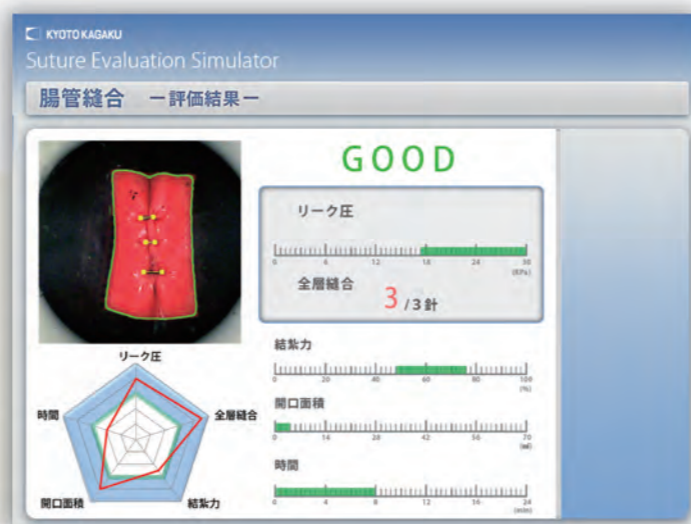 KYOTO KAGAKU
Suture Evaluation Simulator
腸管縫合 －評価結果－
GOOD
リーク圧
0 6 12 18 24 30
(KPa)
全層縫合
3 / 3 針
結紮力
0 20 40 60 80 100
(%)
開口面積
0 14 28 42 56 70
(㎟)
時間
0 4 8 12 16 24
(min)
リーク圧
全層縫合
結紮力
開口面積
時間